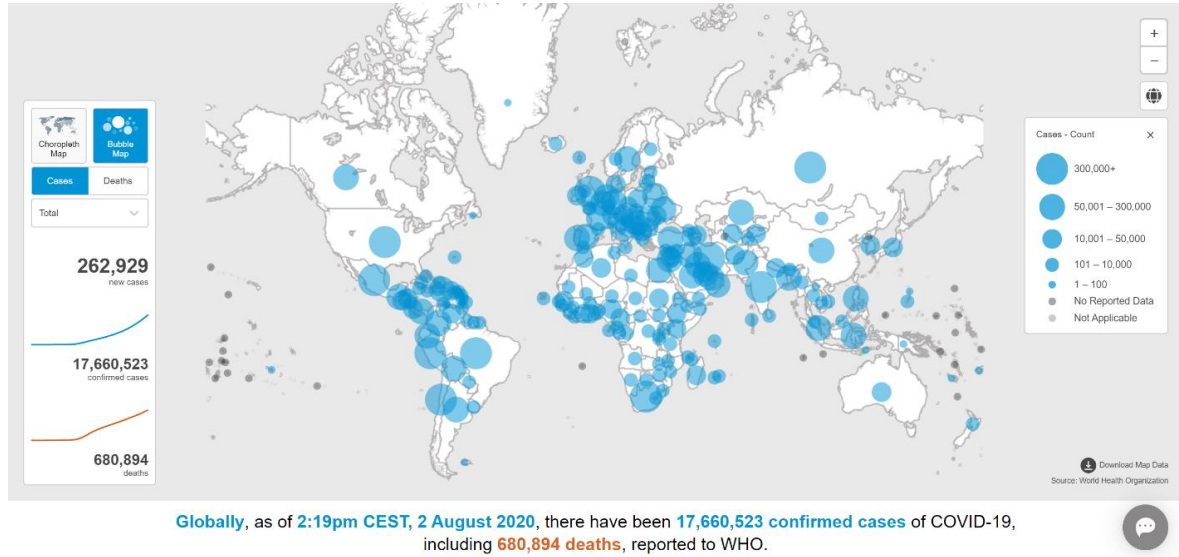 Choropleth
Map
Bubble
Map
Cases
Deaths
Total
262,929
new cases
17,660,523
confirmed cases
680,894
deaths
+
−
Cases - Count ×
300,000+
50,001 – 300,000
10,001 – 50,000
101 – 10,000
1 – 100
No Reported Data
Not Applicable
Download Map Data
Source: World Health Organization
Globally, as of 2:19pm CEST, 2 August 2020, there have been 17,660,523 confirmed cases of COVID-19,
including 680,894 deaths, reported to WHO.